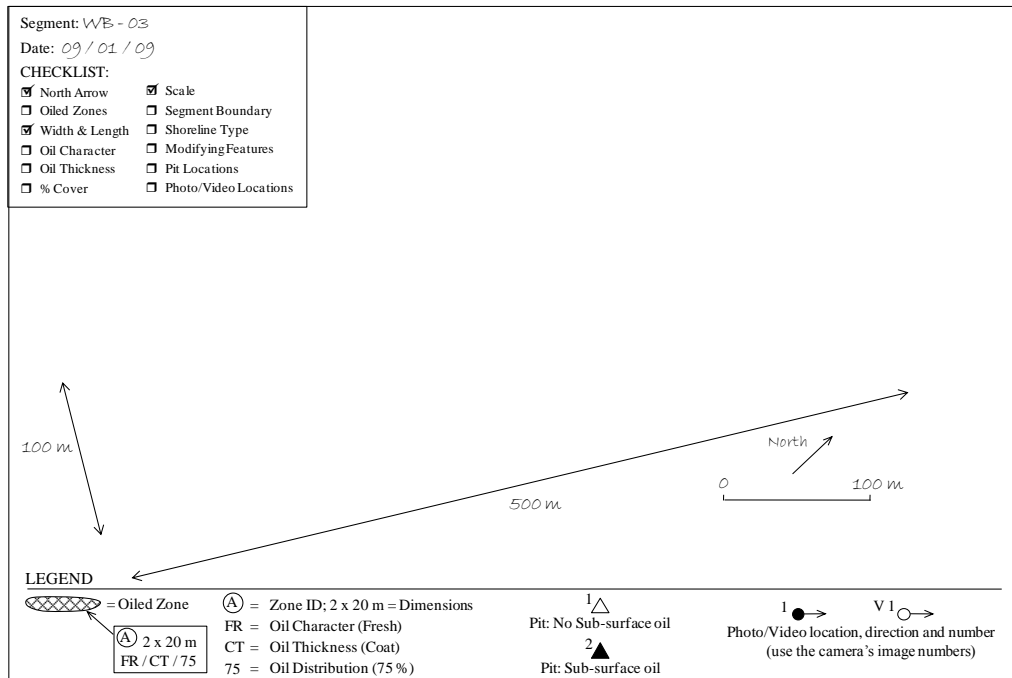 Segment: WB - 03
Date: 09 / 01 / 09
CHECKLIST:
North Arrow
Scale
Oiled Zones
Segment Boundary
Width & Length
Shoreline Type
Oil Character
Modifying Features
Oil Thickness
Pit Locations
% Cover
Photo/Video Locations
100 m
North
0 100 m
500 m
LEGEND
= Oiled Zone
A 2 x 20 m
FR / CT / 75
A = Zone ID; 2 x 20 m = Dimensions
FR = Oil Character (Fresh)
CT = Oil Thickness (Coat)
75 = Oil Distribution (75 %)
1
Pit: No Sub-surface oil
2
Pit: Sub-surface oil
1 V 1
Photo/Video location, direction and number
(use the camera's image numbers)